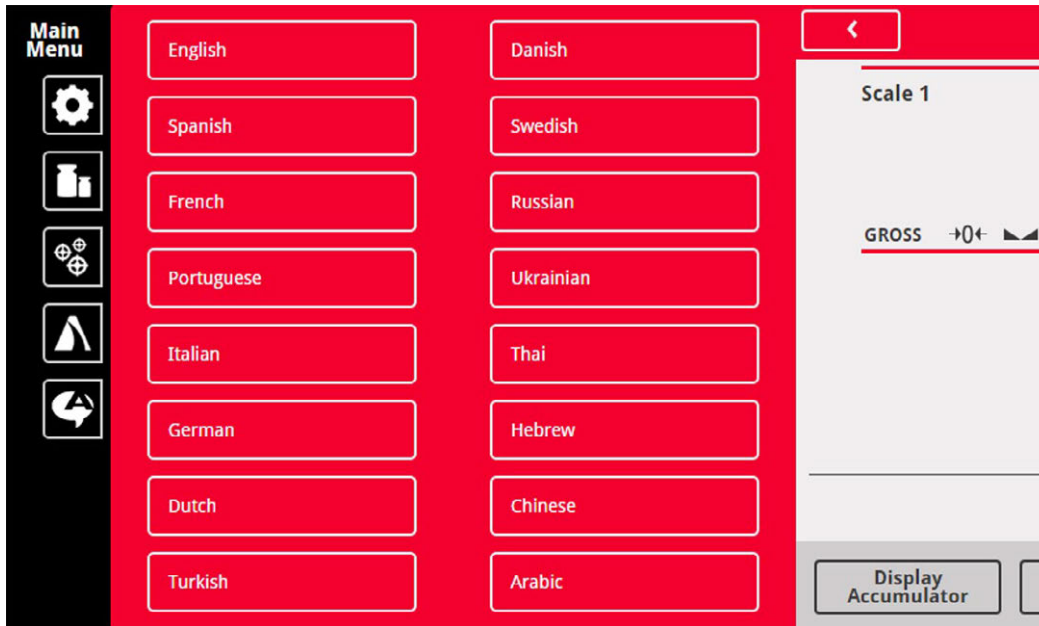 Main
Menu
English
Spanish
French
Portuguese
Italian
German
Dutch
Turkish
Danish
Swedish
Russian
Ukrainian
Thai
Hebrew
Chinese
Arabic
Scale 1
GROSS →0←
Display
Accumulator